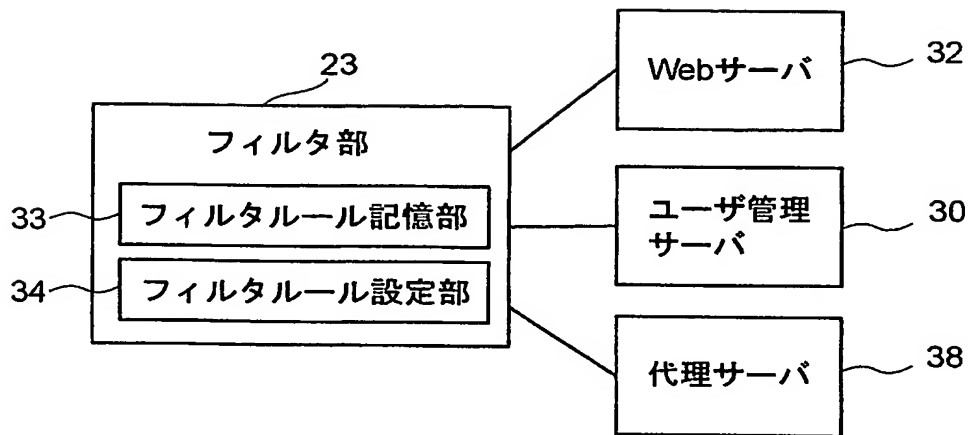 23
フィルタ部
33
フィルタルール記憶部
34
フィルタルール設定部
Webサーバ
32
ユーザ管理
サーバ
30
代理サーバ
38